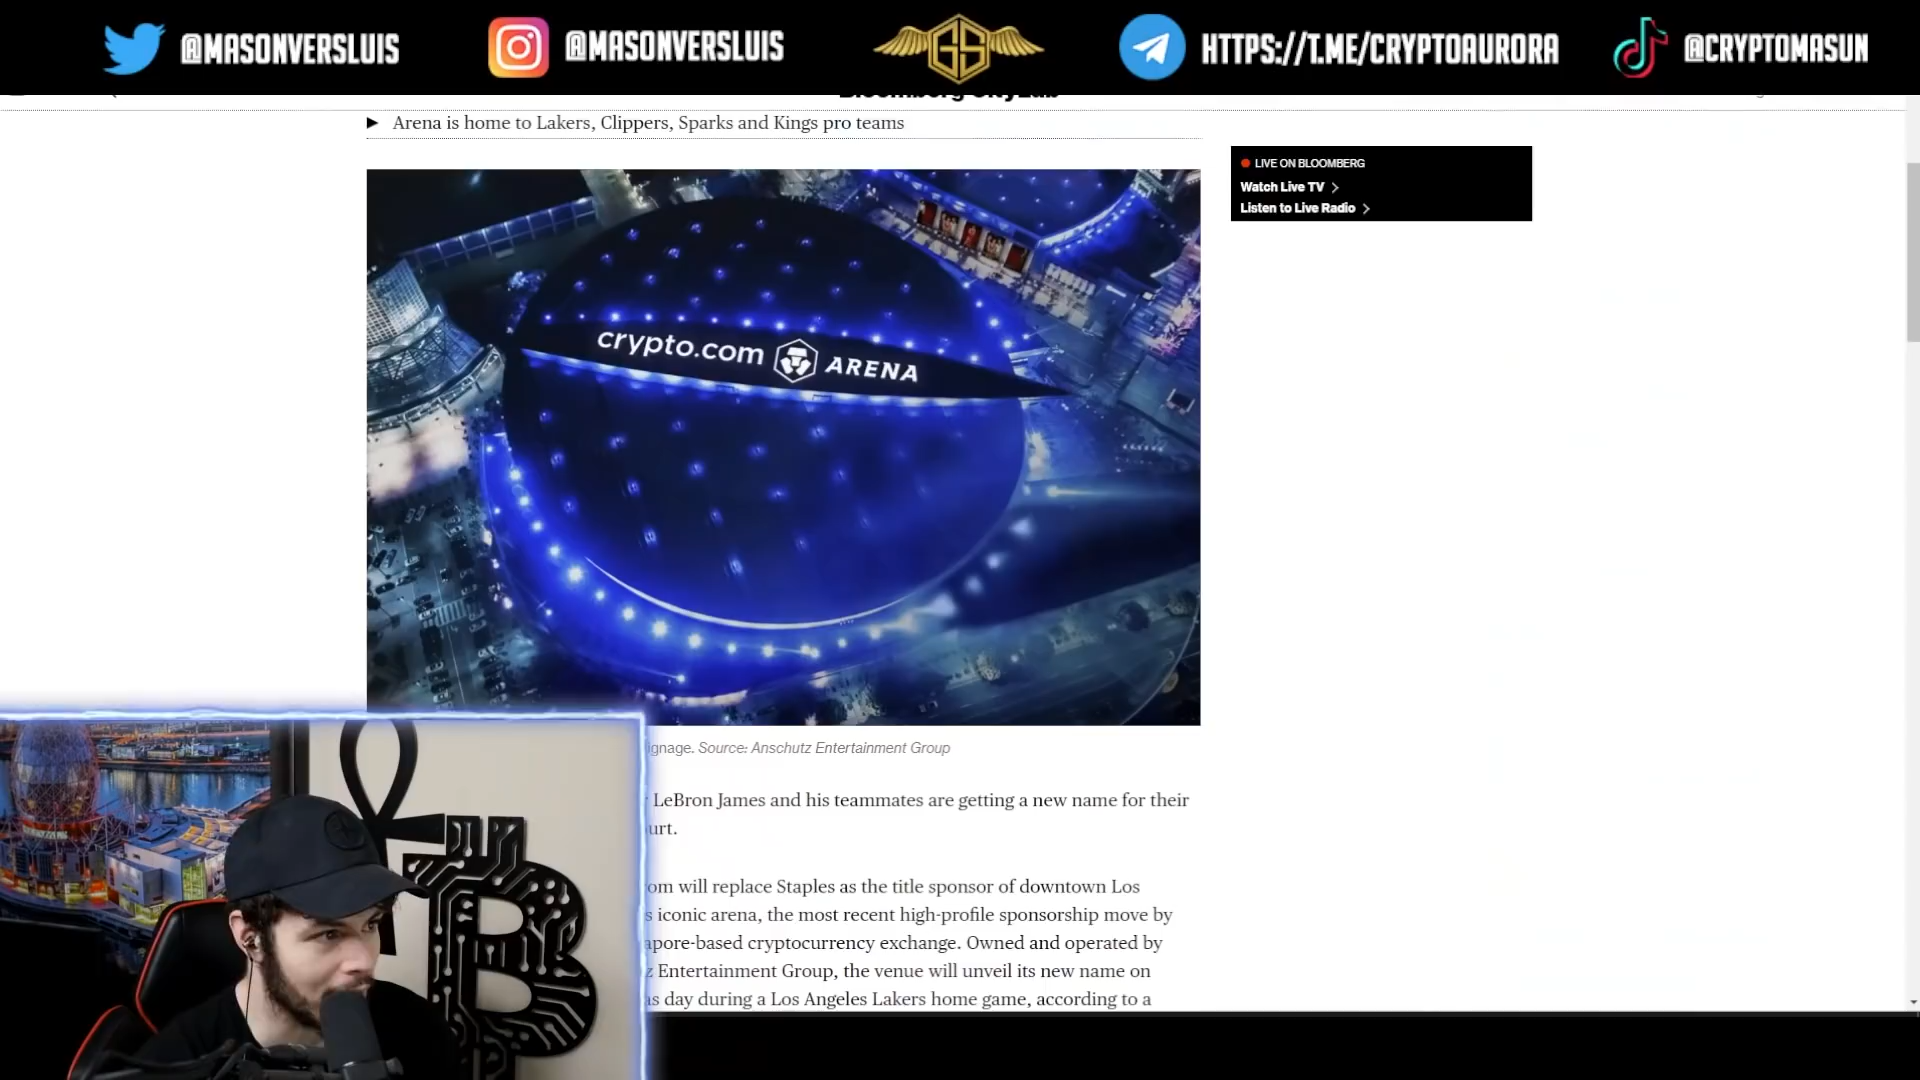 @MASONVERSLUIS
@MASONVERSLUIS
GS
HTTPS://T.ME/CRYPTOAURORA
@CRYPTOMASUN
Bloomberg CityLab
Arena is home to Lakers, Clippers, Sparks and Kings pro teams
LIVE ON BLOOMBERG
Watch Live TV
Listen to Live Radio
crypto.com ARENA
ignage. Source: Anschutz Entertainment Group
LeBron James and his teammates are getting a new name for their
urt.
om will replace Staples as the title sponsor of downtown Los
s iconic arena, the most recent high-profile sponsorship move by
apore-based cryptocurrency exchange. Owned and operated by
z Entertainment Group, the venue will unveil its new name on
as day during a Los Angeles Lakers home game, according to a